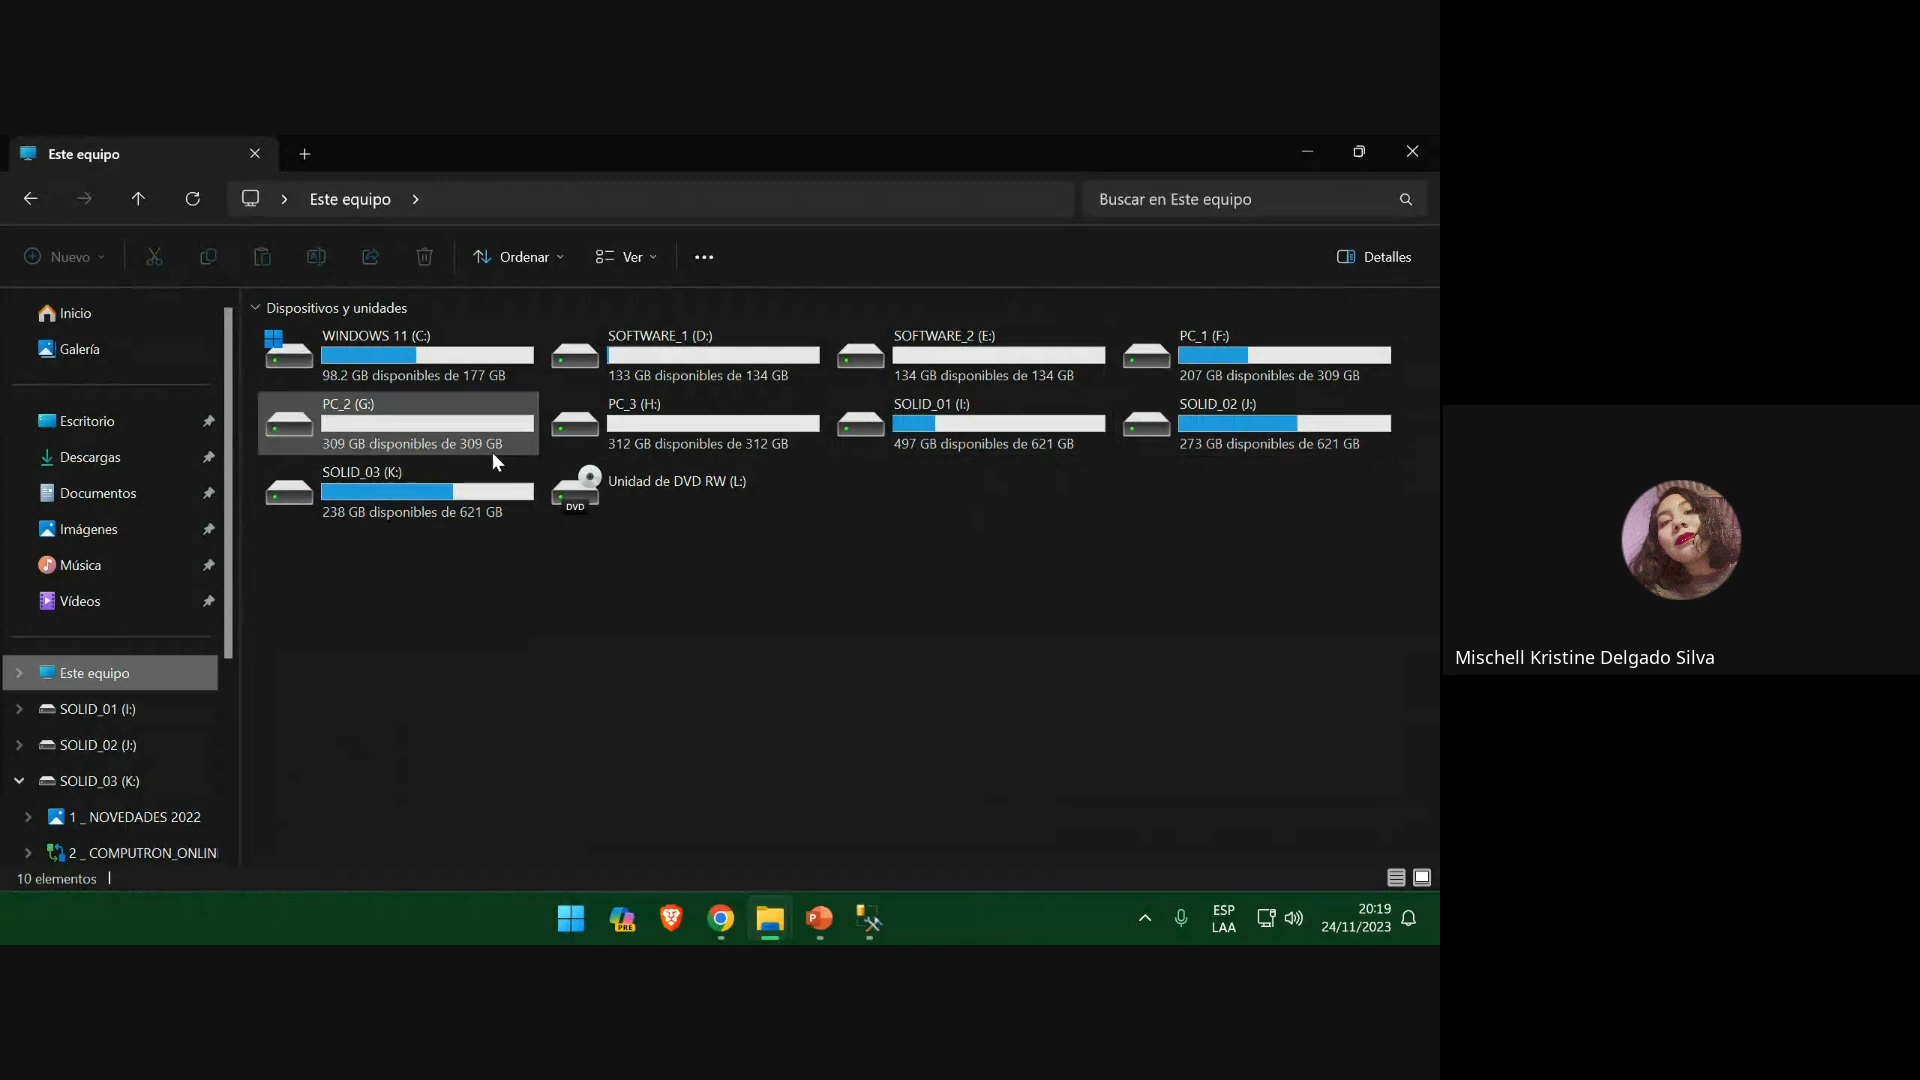 Este equipo
Este equipo
Buscar en Este equipo
Nuevo
Ordenar
Ver
Detalles
Inicio
Galería
Escritorio
Descargas
Documentos
Imágenes
Música
Vídeos
Este equipo
SOLID_01 (I:)
SOLID_02 (J:)
SOLID_03 (K:)
1 _ NOVEDADES 2022
2 _ COMPUTRON_ONLIN
Dispositivos y unidades
WINDOWS 11 (C:)
98.2 GB disponibles de 177 GB
SOFTWARE_1 (D:)
133 GB disponibles de 134 GB
SOFTWARE_2 (E:)
134 GB disponibles de 134 GB
PC_1 (F:)
207 GB disponibles de 309 GB
PC_2 (G:)
309 GB disponibles de 309 GB
PC_3 (H:)
312 GB disponibles de 312 GB
SOLID_01 (I:)
497 GB disponibles de 621 GB
SOLID_02 (J:)
273 GB disponibles de 621 GB
SOLID_03 (K:)
238 GB disponibles de 621 GB
DVD
Unidad de DVD RW (L:)
10 elementos
PRE
P
ESP
LAA
20:19
24/11/2023
Mischell Kristine Delgado Silva